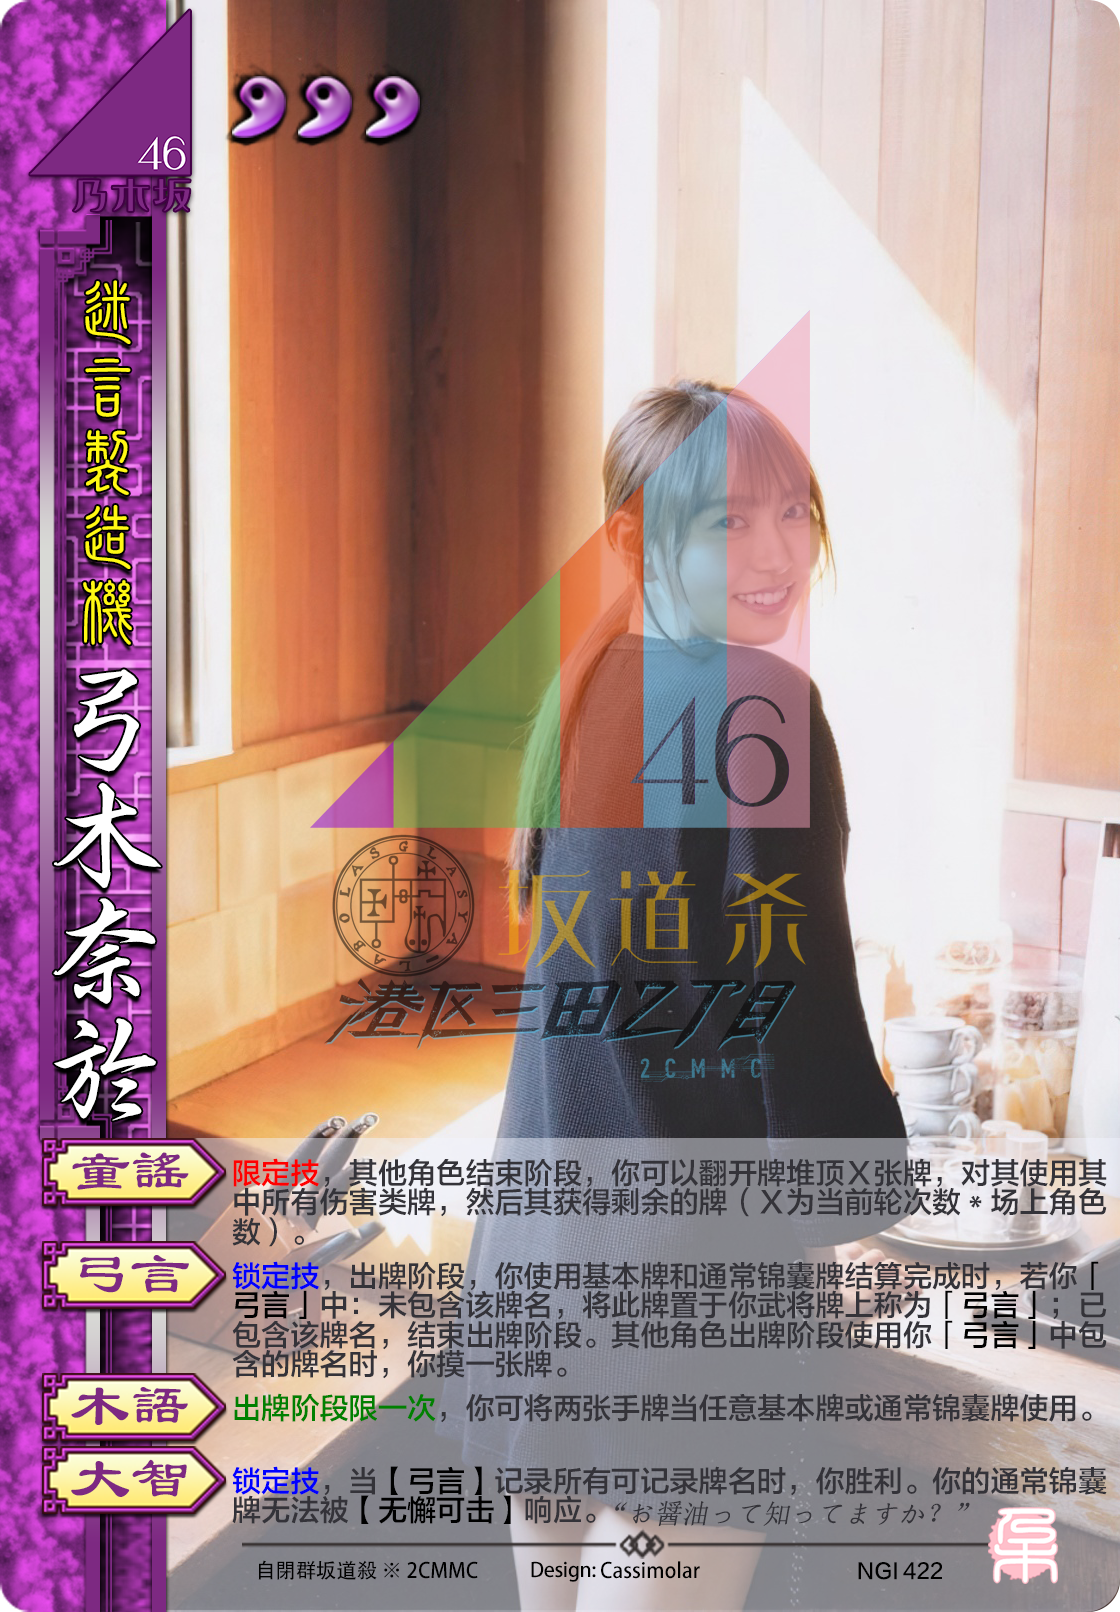 46
乃木坂
迷言製造機
弓木奈於
46
GLASYA-LABOLAS
坂道杀
港区三田2丁目
2CMMC
童謠
限定技，其他角色结束阶段，你可以翻开牌堆顶X张牌，对其使用其
中所有伤害类牌，然后其获得剩余的牌（X为当前轮次数*场上角色
数）。
弓言
锁定技，出牌阶段，你使用基本牌和通常锦囊牌结算完成时，若你「
弓言」中：未包含该牌名，将此牌置于你武将牌上称为「弓言」；已
包含该牌名，结束出牌阶段。其他角色出牌阶段使用你「弓言」中包
含的牌名时，你摸一张牌。
木語
出牌阶段限一次，你可将两张手牌当任意基本牌或通常锦囊牌使用。
大智
锁定技，当【弓言】记录所有可记录牌名时，你胜利。你的通常锦囊
牌无法被【无懈可击】响应。“お醤油って知ってますか？”
自閉群坂道殺 ※ 2CMMC
Design: Cassimolar
NGI 422